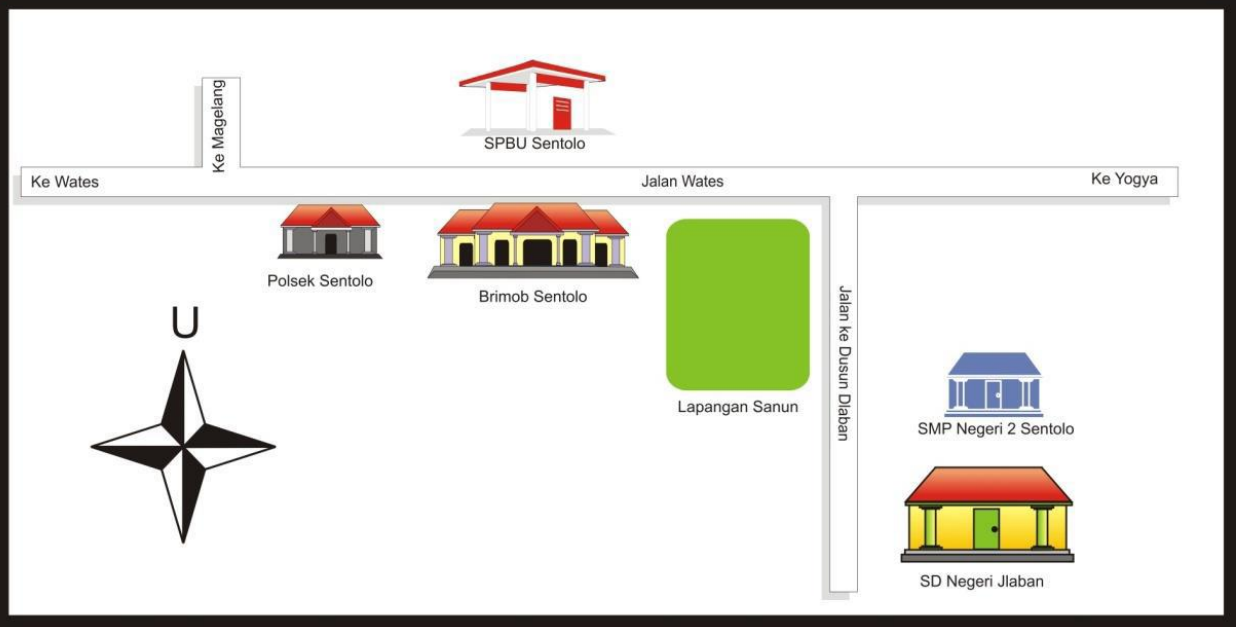 Ke Magelang
SPBU Sentolo
Ke Wates
Jalan Wates
Ke Yogya
Polsek Sentolo
Brimob Sentolo
U
Jalan ke Dusun Dlaban
Lapangan Sanun
SMP Negeri 2 Sentolo
SD Negeri Jlaban